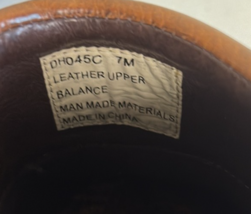 DH045C 7M
LEATHER UPPER
BALANCE
MAN MADE MATERIALS
MADE IN CHINA